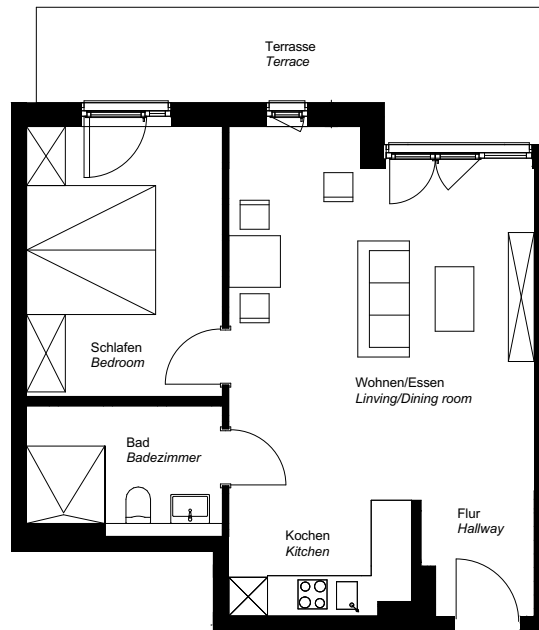 Terrasse
Terrace
Schlafen
Bedroom
Wohnen/Essen
Linving/Dining room
Bad
Badezimmer
Kochen
Kitchen
Flur
Hallway